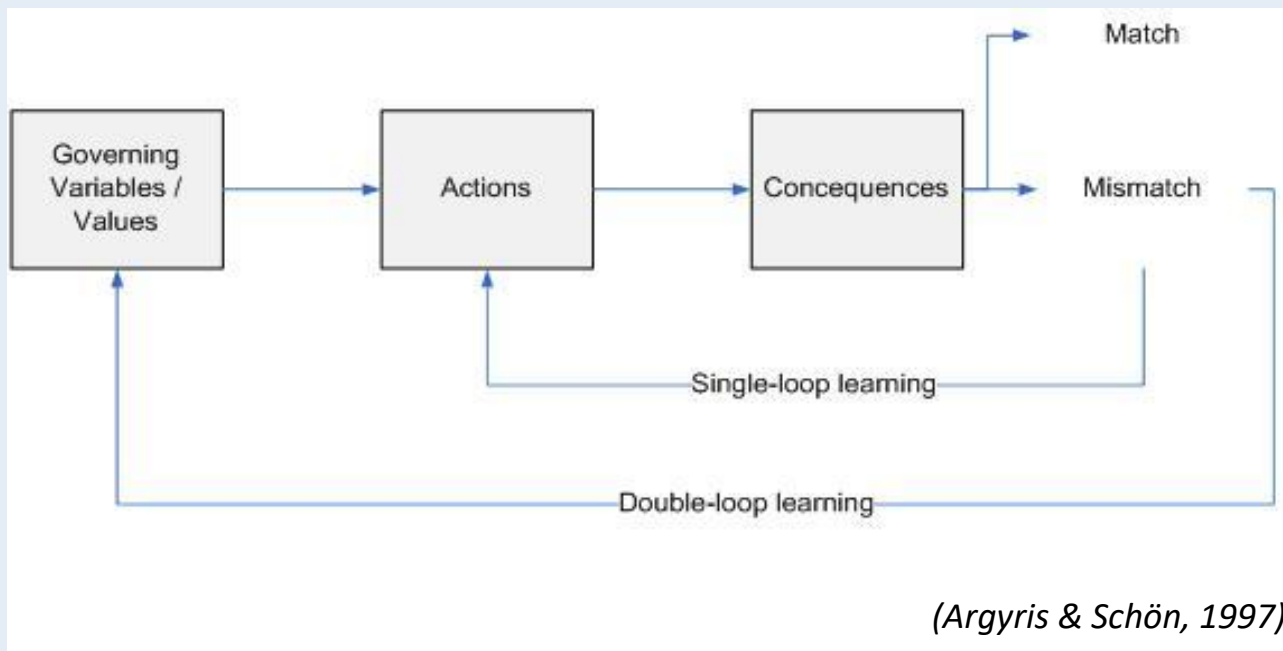 Match
Governing
Variables /
Values
Actions
Concequences
Mismatch
Single-loop learning
Double-loop learning
(Argyris & Schön, 1997)